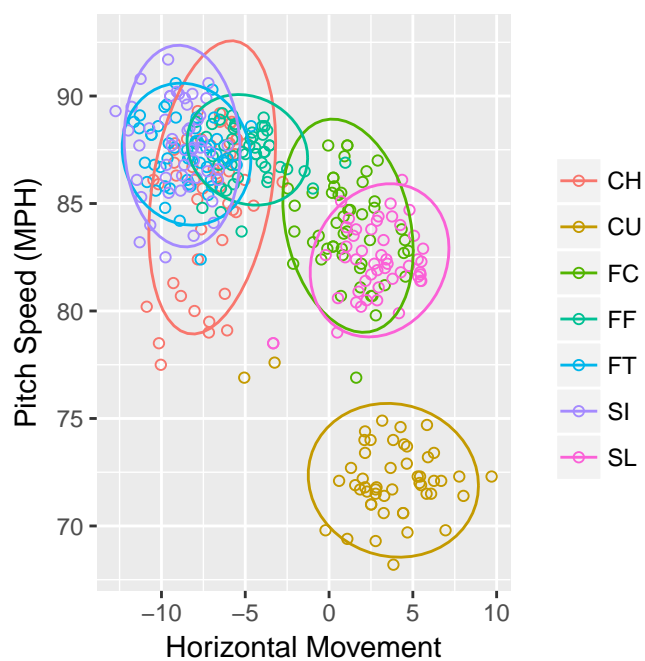 90
85
80
75
70
Pitch Speed (MPH)
−10
−5
0
5
10
Horizontal Movement
CH
CU
FC
FF
FT
SI
SL